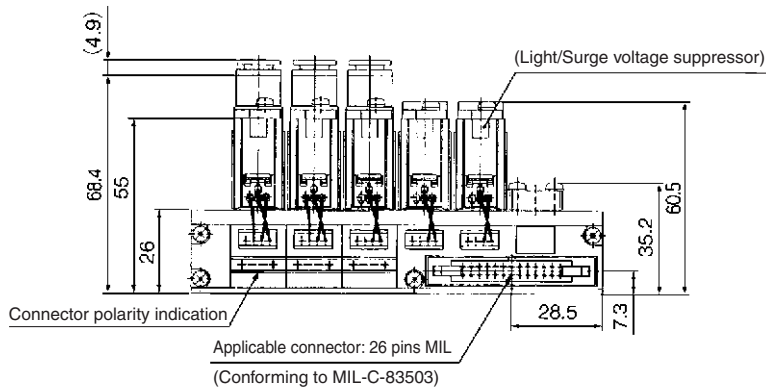 (4.9)
(Light/Surge voltage suppressor)
68.4
55
26
60.5
35.2
28.5
7.3
Connector polarity indication
Applicable connector: 26 pins MIL
(Conforming to MIL-C-83503)